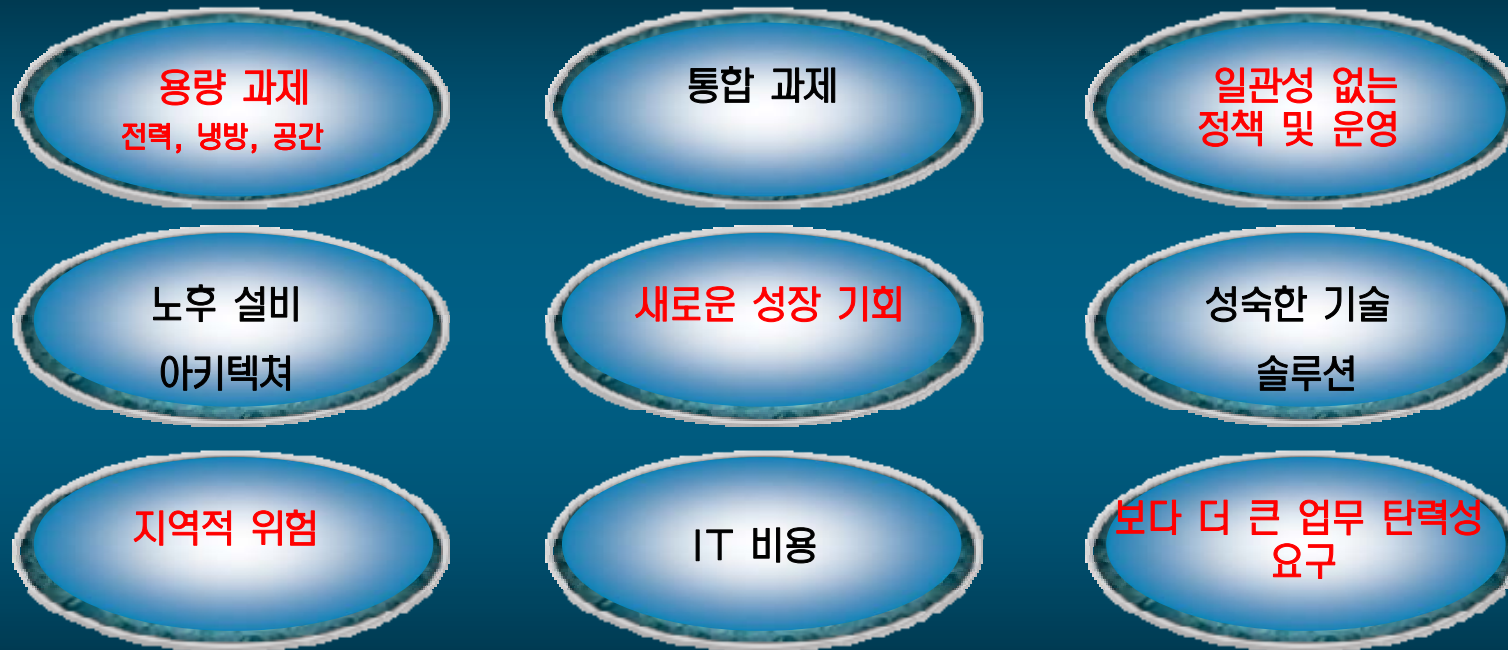 용량 과제
전력, 냉방, 공간
통합 과제
일관성 없는
정책 및 운영
노후 설비
아키텍쳐
새로운 성장 기회
성숙한 기술
솔루션
지역적 위험
IT 비용
보다 더 큰 업무 탄력성
요구